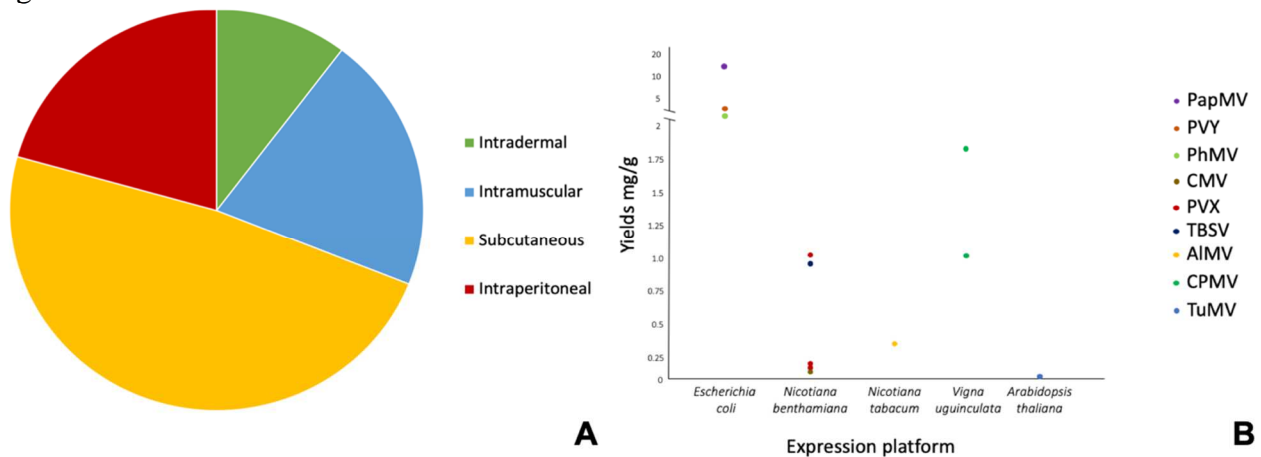 Intradermal
Intramuscular
Subcutaneous
Intraperitoneal
A
Yields mg/g
20
10
5
2
1.75
1.5
1.25
1.0
0.75
0.5
0.25
0
Escherichia
coli
Nicotiana
benthamiana
Nicotiana
tabacum
Vigna
uguinculata
Arabidopsis
thaliana
Expression platform
PapMV
PVY
PhMV
CMV
PVX
TBSV
AlMV
CPMV
TuMV
B